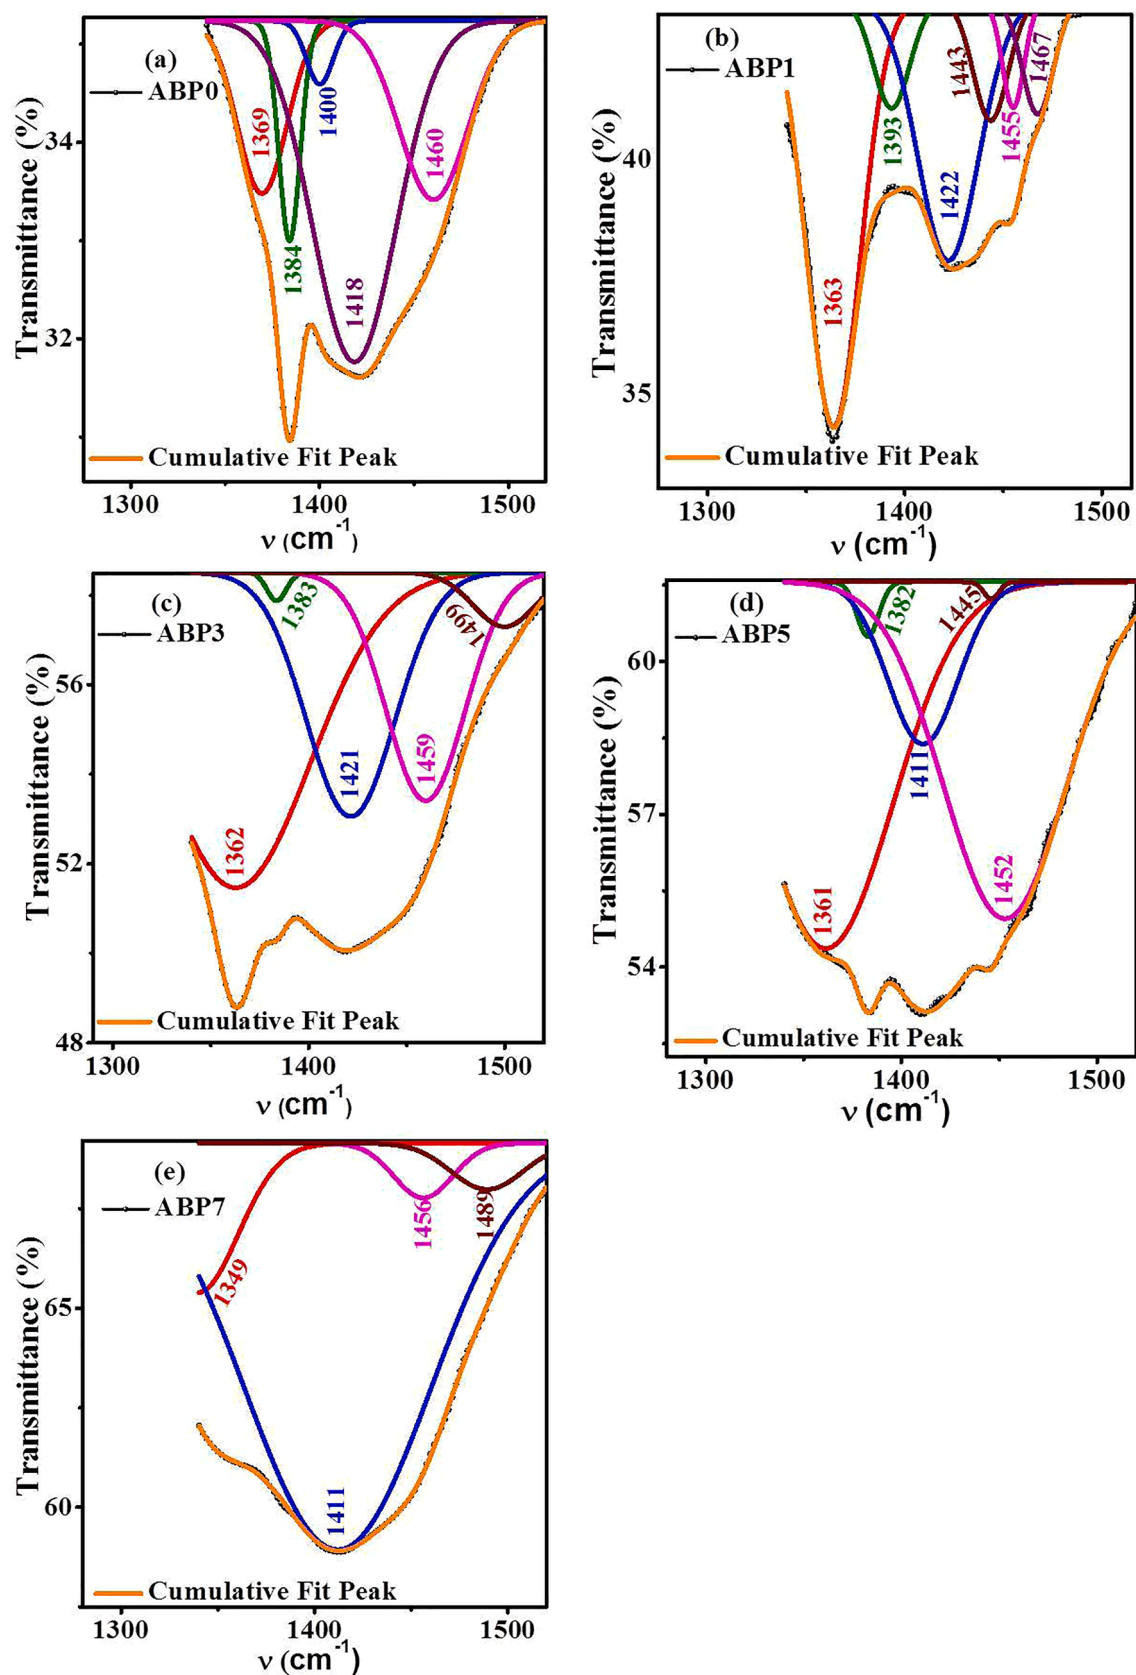 (a)
ABP0
1369
1384
1400
1418
1460
34
32
Transmittance (%)
Cumulative Fit Peak
1300 1400 1500
ν (cm-1)
(b)
ABP1
1363
1393
1422
1443
1455
1467
40
35
Transmittance (%)
Cumulative Fit Peak
1300 1400 1500
ν (cm-1)
(c)
ABP3
1362
1383
1421
1459
1499
56
52
48
Transmittance (%)
Cumulative Fit Peak
1300 1400 1500
ν (cm-1)
(d)
ABP5
1361
1382
1411
1445
1452
60
57
54
Transmittance (%)
Cumulative Fit Peak
1300 1400 1500
ν (cm-1)
(e)
ABP7
1349
1411
1456
1489
65
60
Transmittance (%)
Cumulative Fit Peak
1300 1400 1500
ν (cm-1)